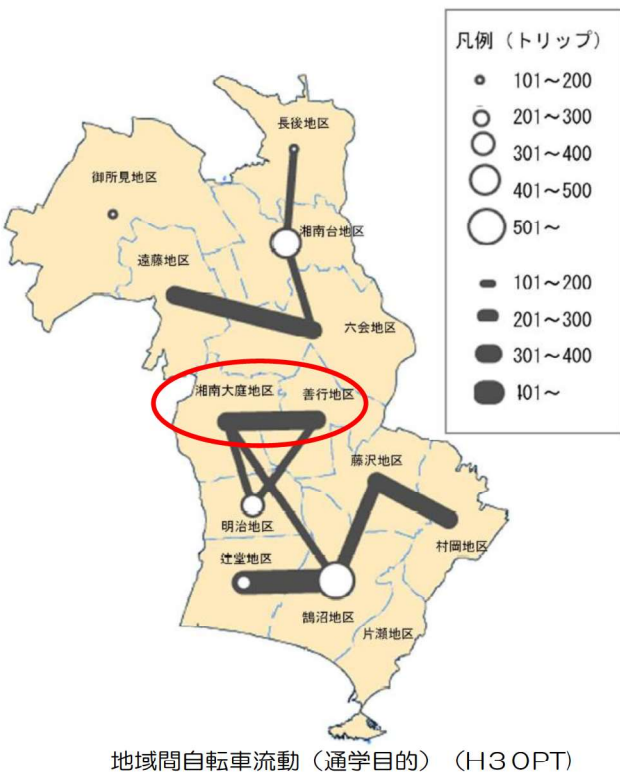 凡例（トリップ）
101～200
201～300
301～400
401～500
501～
101～200
201～300
301～400
401～
長後地区
御所見地区
湘南台地区
遠藤地区
六会地区
湘南大庭地区
善行地区
藤沢地区
明治地区
村岡地区
辻堂地区
鵠沼地区
片瀬地区
地域間自転車流動（通学目的）（H30PT)